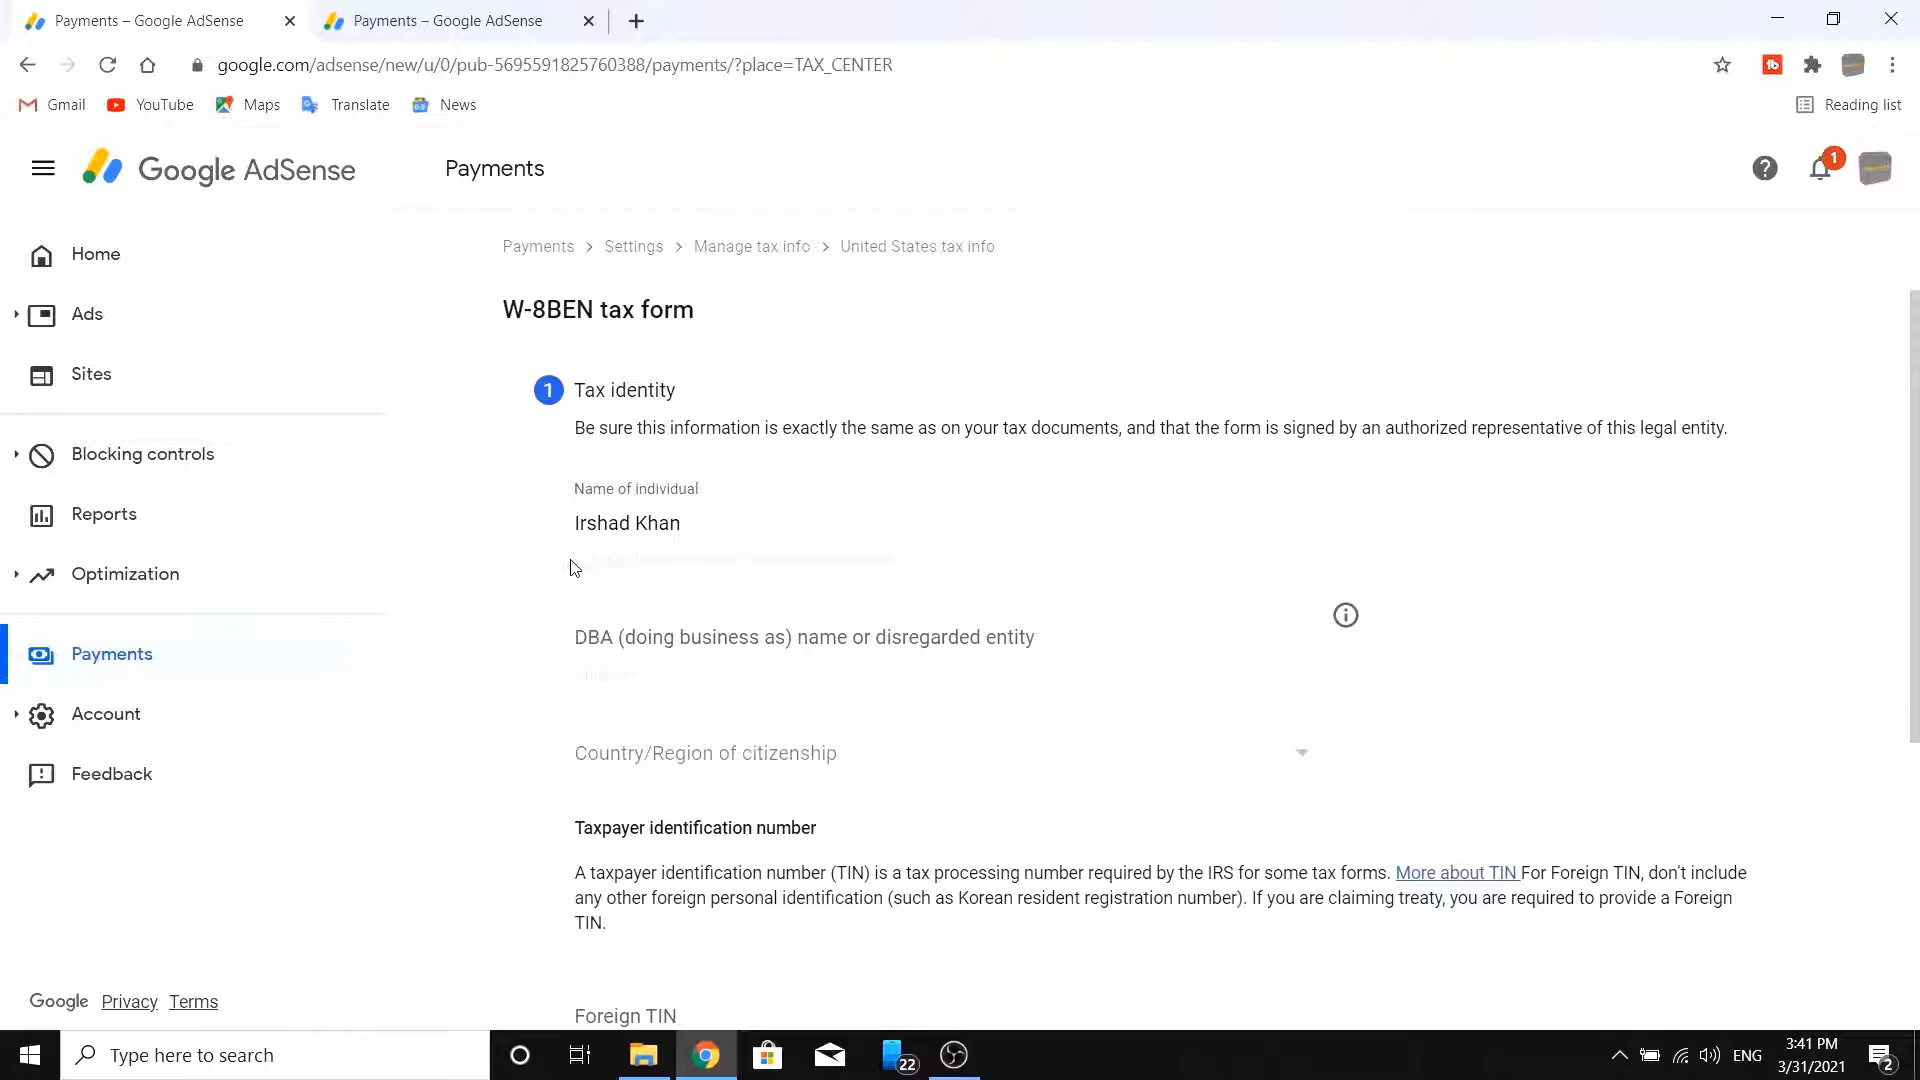 Payments – Google AdSense
Payments – Google AdSense
google.com/adsense/new/u/0/pub-5695591825760388/payments/?place=TAX_CENTER
Gmail YouTube Maps Translate News Reading list
Google AdSense Payments 1
Home
Ads
Sites
Blocking controls
Reports
Optimization
Payments
Account
Feedback
Google Privacy Terms
Payments > Settings > Manage tax info > United States tax info
W-8BEN tax form
1 Tax identity
Be sure this information is exactly the same as on your tax documents, and that the form is signed by an authorized representative of this legal entity.
Name of individual
Irshad Khan
DBA (doing business as) name or disregarded entity
Country/Region of citizenship
Taxpayer identification number
A taxpayer identification number (TIN) is a tax processing number required by the IRS for some tax forms. More about TIN For Foreign TIN, don't include
any other foreign personal identification (such as Korean resident registration number). If you are claiming treaty, you are required to provide a Foreign
TIN.
Foreign TIN
Type here to search
22
ENG
3:41 PM
3/31/2021
2